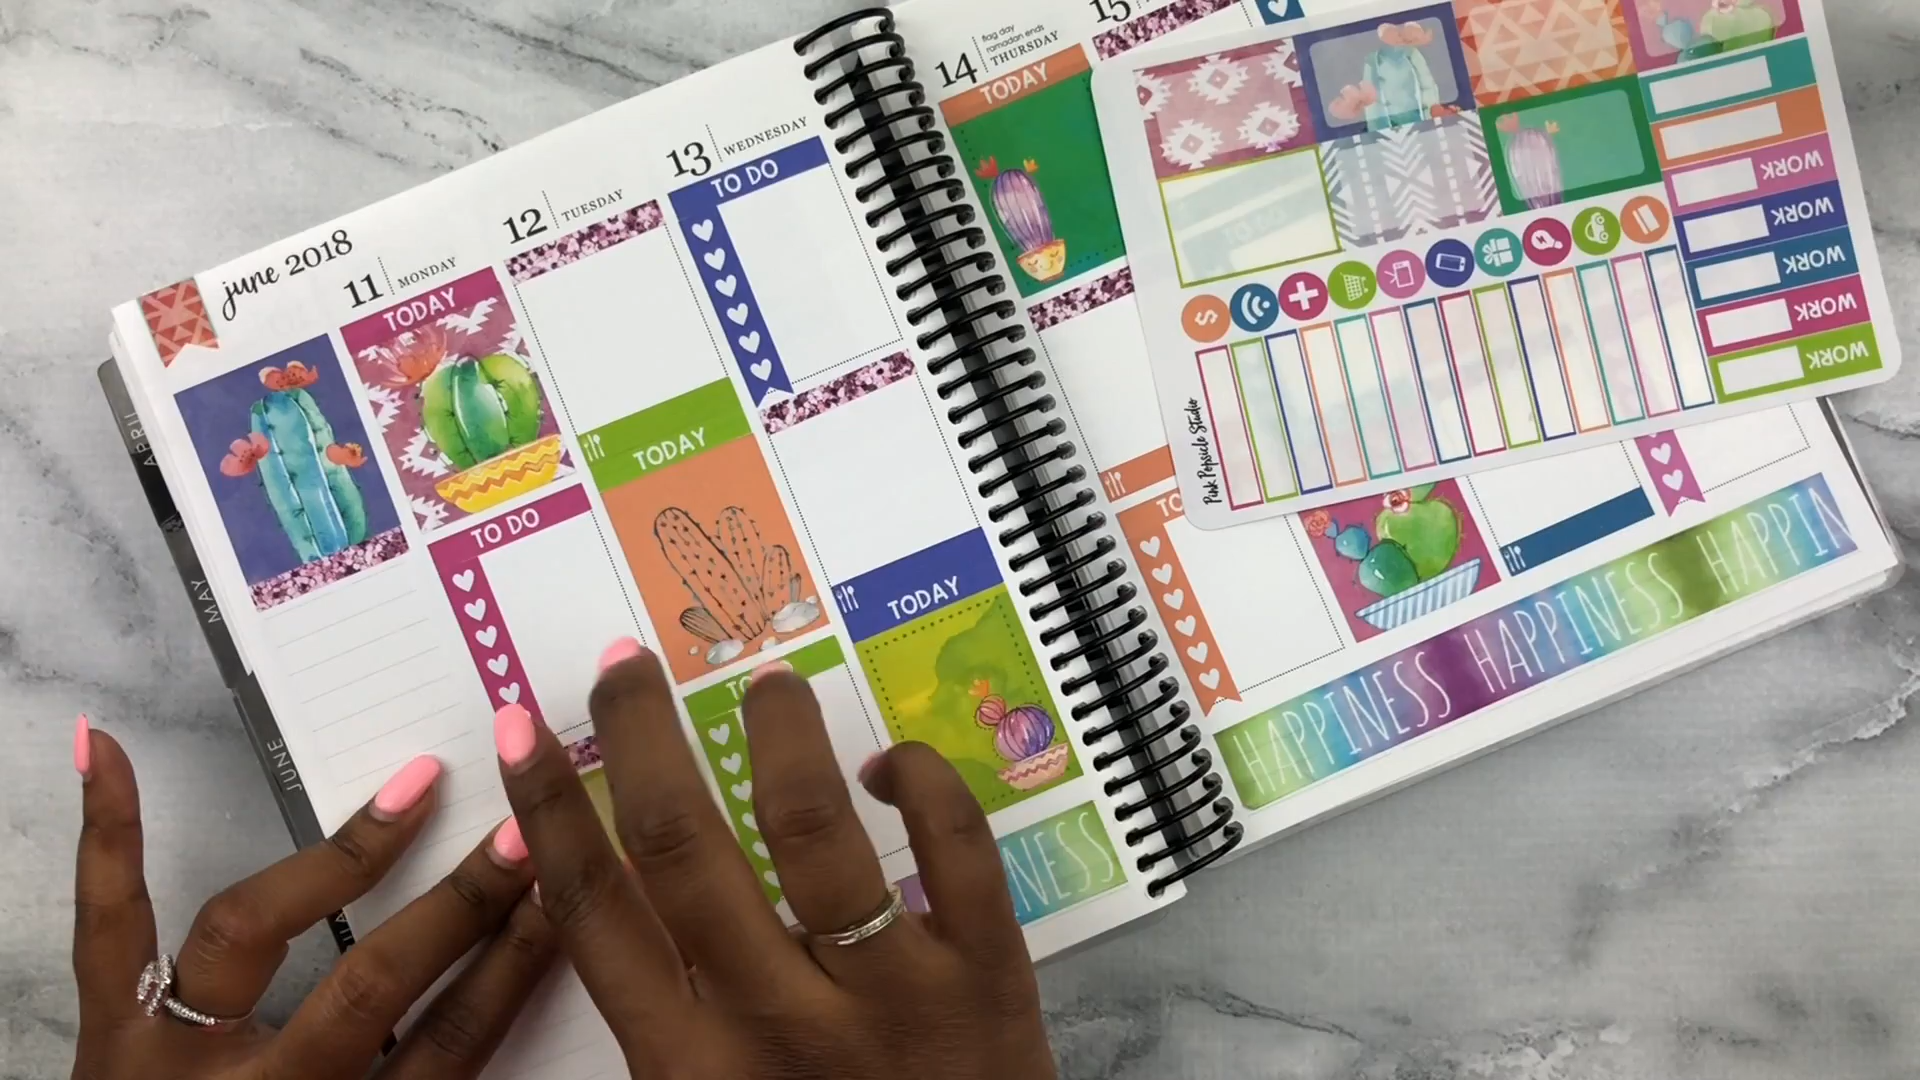 june 2018
11 MONDAY
TODAY
TO DO
12 TUESDAY
TODAY
13 WEDNESDAY
TO DO
TODAY
NESS
14 flag day
ramadan ends
THURSDAY
TODAY
15
HAPPINESS HAPPINESS HAPPIN
WORK
WORK
WORK
WORK
WORK
Pink Popsicle Studio
APRIL
MAY
JUNE